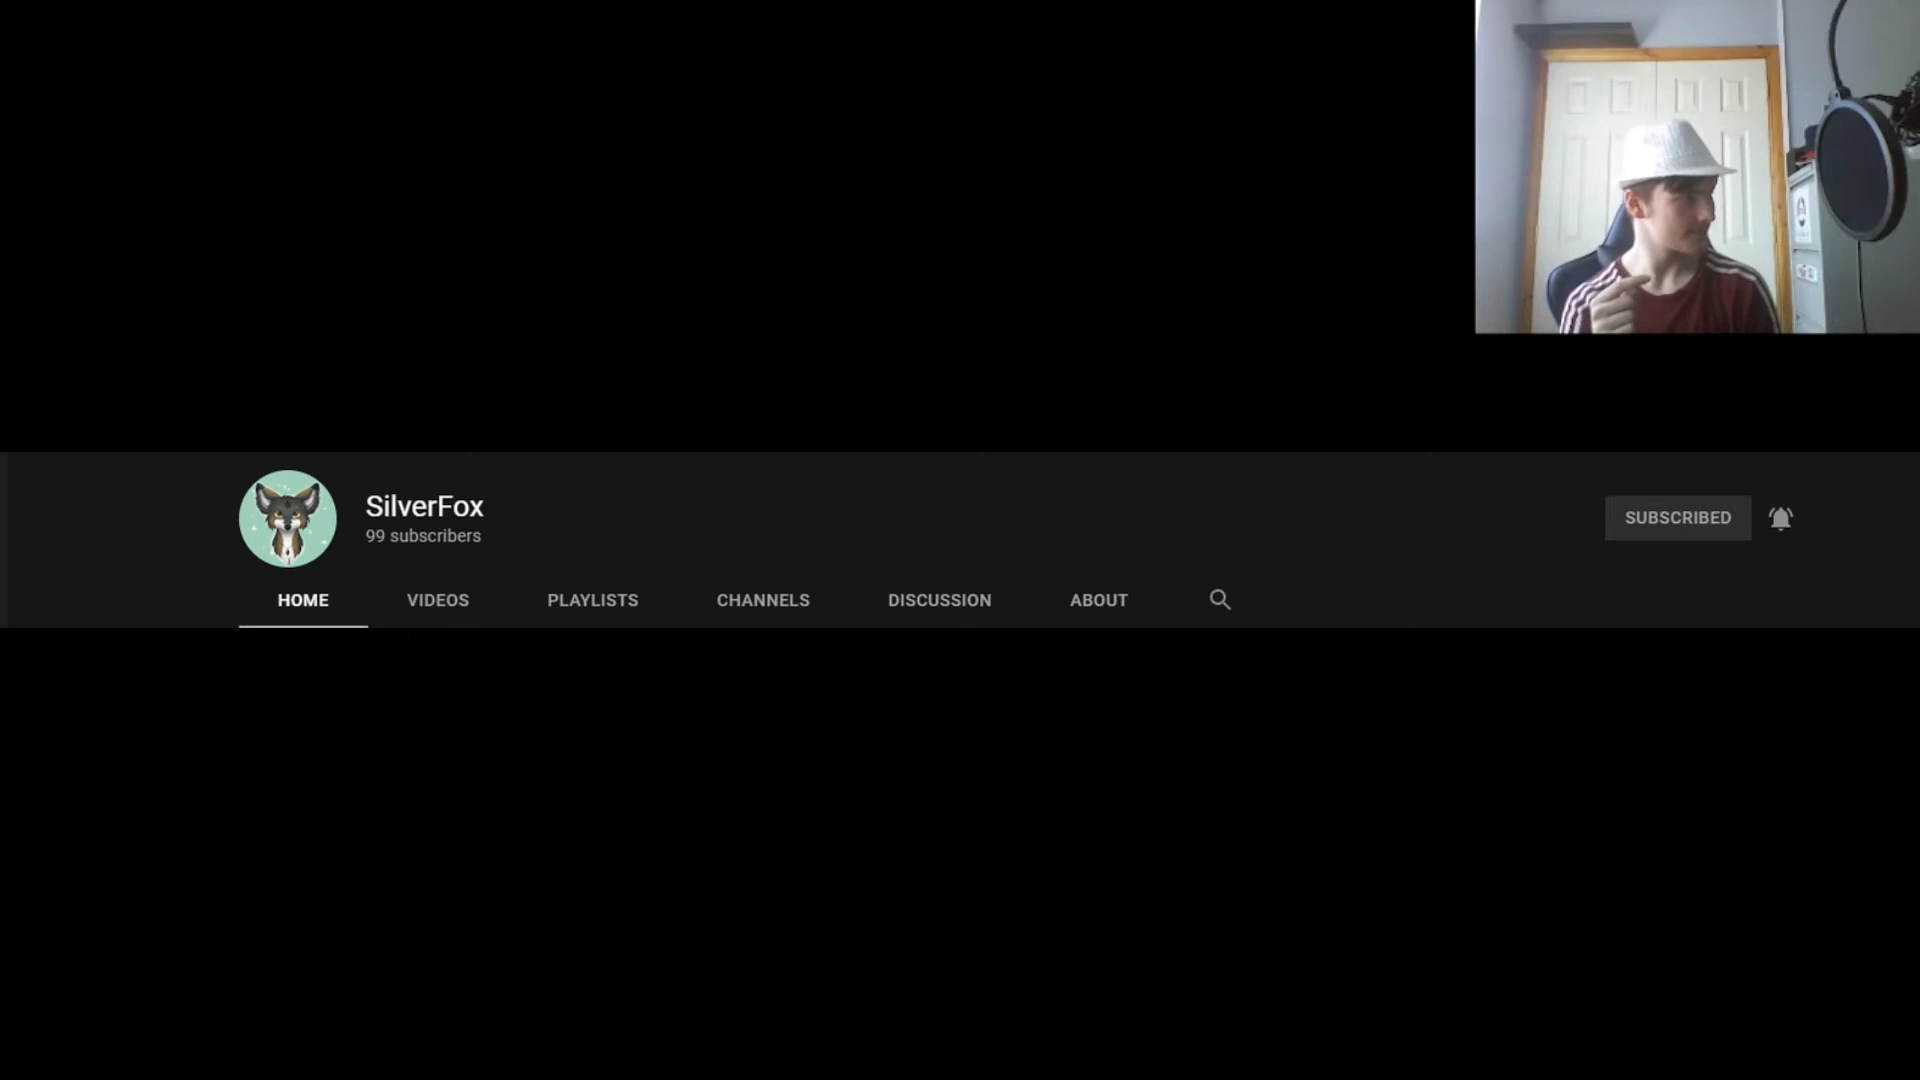 SilverFox
99 subscribers
SUBSCRIBED
HOME VIDEOS PLAYLISTS CHANNELS DISCUSSION ABOUT